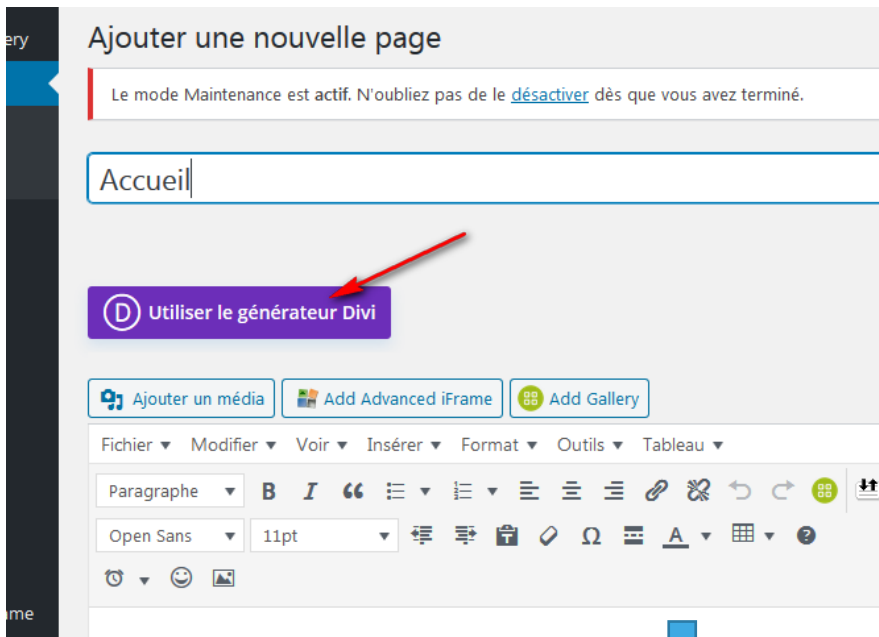 ery
Ajouter une nouvelle page
Le mode Maintenance est actif. N'oubliez pas de le désactiver dès que vous avez terminé.
Accueil
D Utiliser le générateur Divi
Ajouter un média Add Advanced iFrame Add Gallery
Fichier Modifier Voir Insérer Format Outils Tableau
Paragraphe B I
Open Sans 11pt Ω A